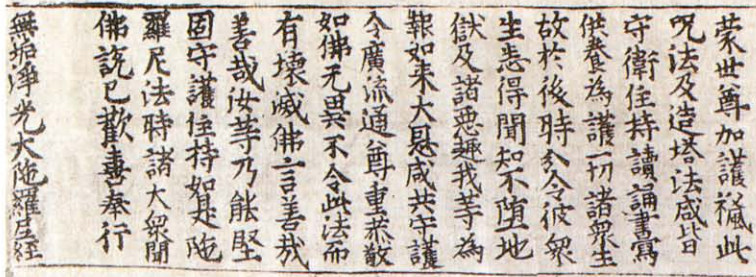 蒙世尊加護擁此
呪法及造塔法咸皆
守衛住持讀誦書寫
供養為護一切諸衆生
故於後時分令彼衆
生悉得聞知不堕地
獄及諸惡趣我等為
報如来大恩咸共守護
令廣流通尊重恭敬
如佛无異不令此法而
有壞滅佛言善哉
善哉汝等乃能堅
固守護住持如是陁
羅尼法時諸大衆聞
佛說已歡喜奉行
無垢淨光大陁羅尼經